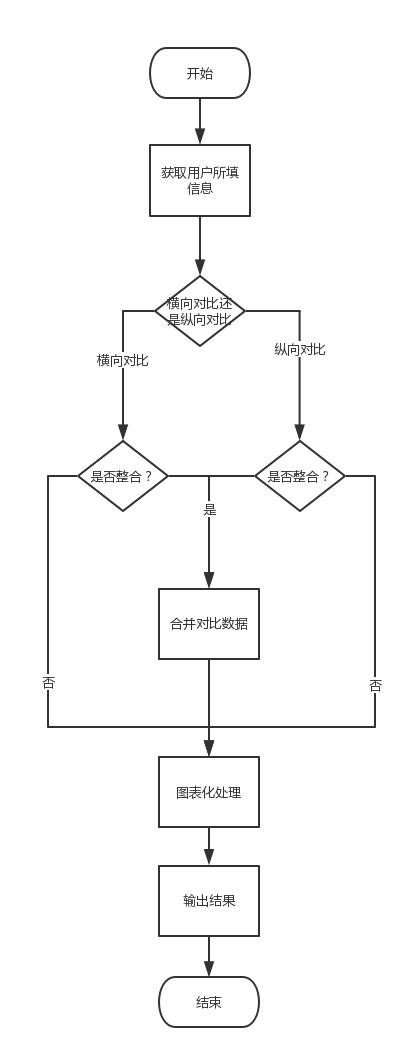 开始
获取用户所填
信息
横向对比还
是纵向对比
横向对比
纵向对比
是否整合？
是否整合？
是
合并对比数据
否
否
图表化处理
输出结果
结束